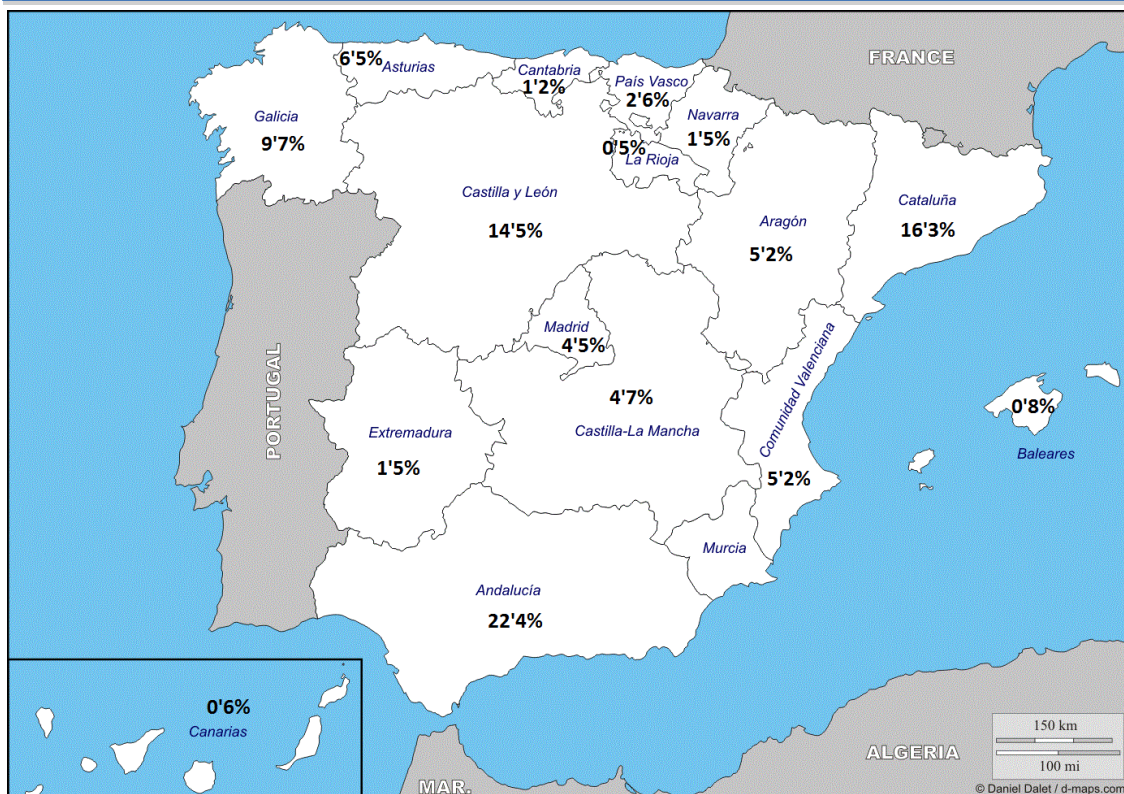 FRANCE
6'5%
Asturias
Cantabria
1'2%
País Vasco
2'6%
Navarra
1'5%
Galicia
9'7%
0'5%
La Rioja
Castilla y León
14'5%
Aragón
5'2%
Cataluña
16'3%
Madrid
4'5%
PORTUGAL
4'7%
Castilla-La Mancha
Comunidad Valenciana
5'2%
0'8%
Baleares
Extremadura
1'5%
Murcia
Andalucía
22'4%
0'6%
Canarias
MAR.
ALGERIA
150 km
100 mi
© Daniel Dalet / d-maps.com